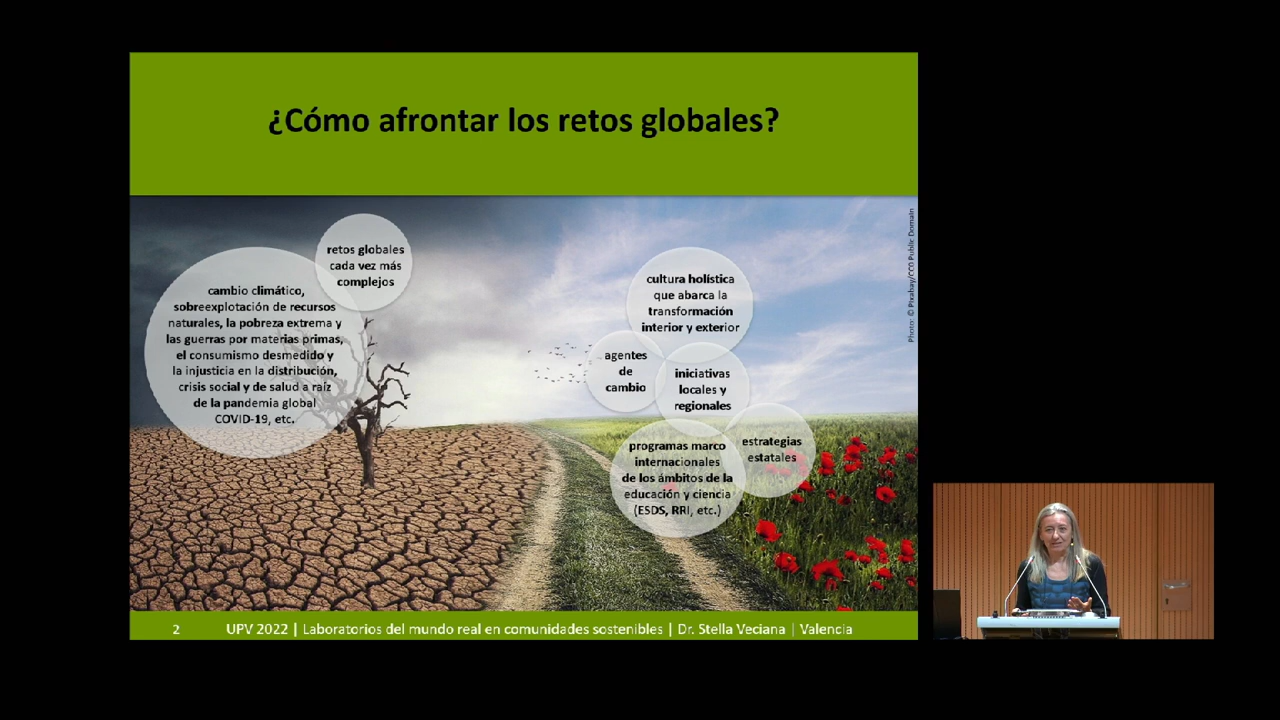 ¿Cómo afrontar los retos globales?
retos globales
cada vez más
complejos
cambio climático,
sobreexplotación de recursos
naturales, la pobreza extrema y
las guerras por materias primas,
el consumismo desmedido y
la injusticia en la distribución,
crisis social y de salud a raíz
de la pandemia global
COVID-19, etc.
cultura holística
que abarca la
transformación
interior y exterior
agentes
de
cambio
iniciativas
locales y
regionales
estrategias
estatales
programas marco
internacionales
de los ámbitos de la
educación y ciencia
(ESDS, RRI, etc.)
Photo: © Pixabay/CC0 Public Domain
2 UPV 2022 | Laboratorios del mundo real en comunidades sostenibles | Dr. Stella Veciana | Valencia